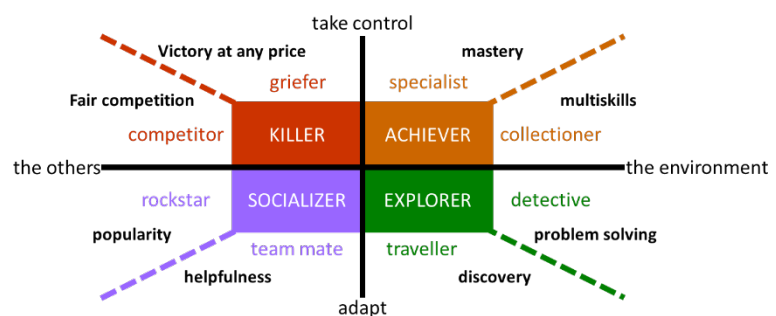 take control
Victory at any price
mastery
griefer
specialist
Fair competition
multiskills
competitor
KILLER
ACHIEVER
collectioner
the others
the environment
rockstar
SOCIALIZER
EXPLORER
detective
popularity
problem solving
team mate
traveller
helpfulness
discovery
adapt